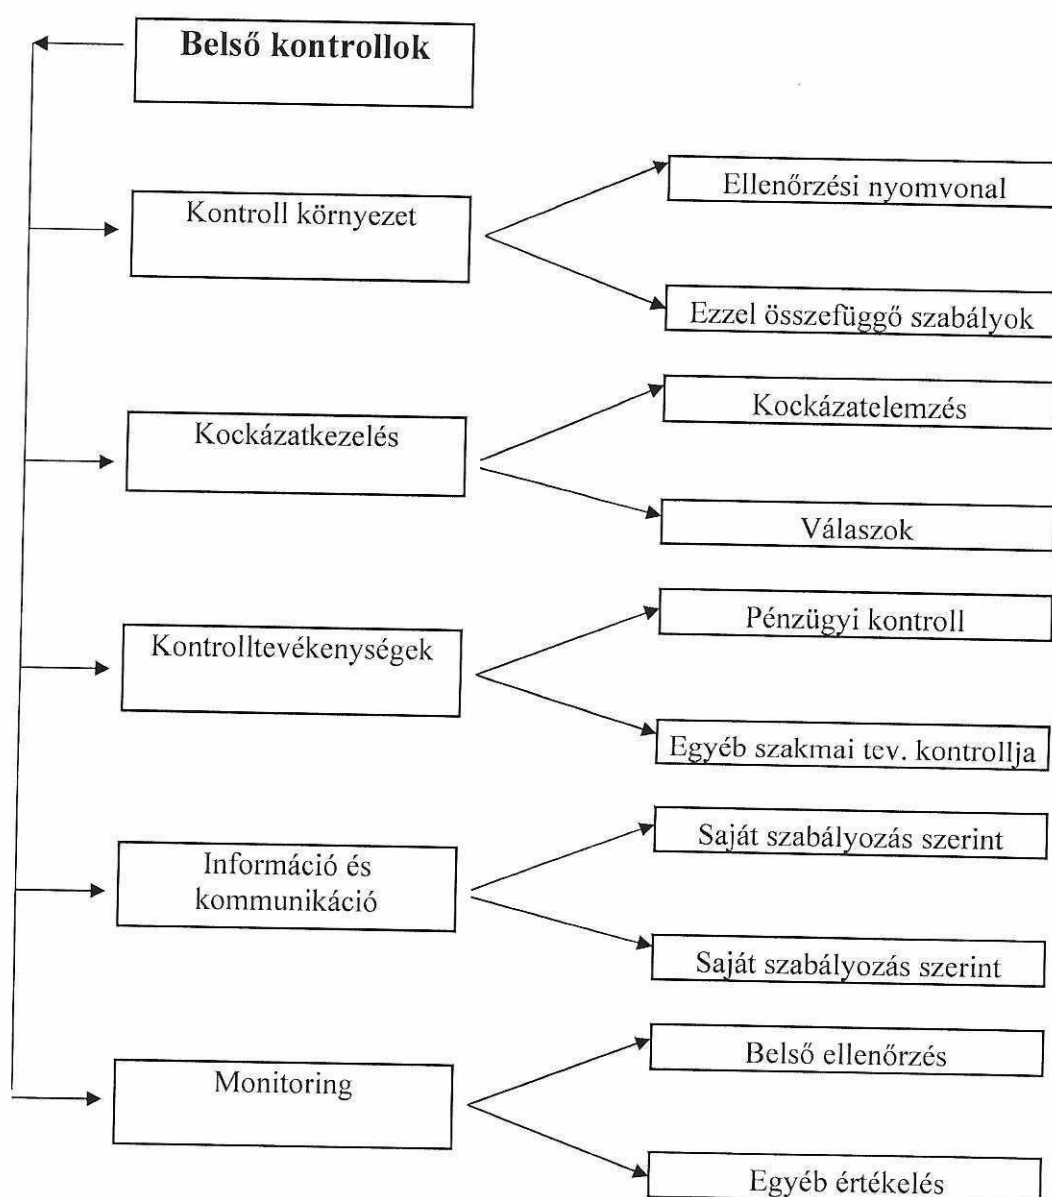 Belső kontrollok
Kontroll környezet
Ellenőrzési nyomvonal
Ezzel összefüggő szabályok
Kockázatkezelés
Kockázatelemzés
Válaszok
Kontrolltevékenységek
Pénzügyi kontroll
Egyéb szakmai tev. kontrollja
Információ és
kommunikáció
Saját szabályozás szerint
Saját szabályozás szerint
Monitoring
Belső ellenőrzés
Egyéb értékelés